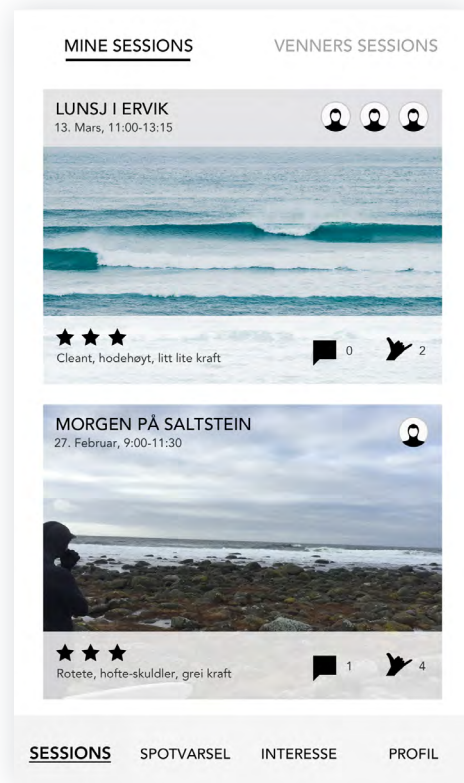 MINE SESSIONS
VENNERS SESSIONS
LUNSJ I ERVIK
13. Mars, 11:00-13:15
Cleant, hodehøyt, litt lite kraft
0
2
MORGEN PÅ SALTSTEIN
27. Februar, 9:00-11:30
Rotete, hofte-skuldler, grei kraft
1
4
SESSIONS
SPOTVARSEL
INTERESSE
PROFIL